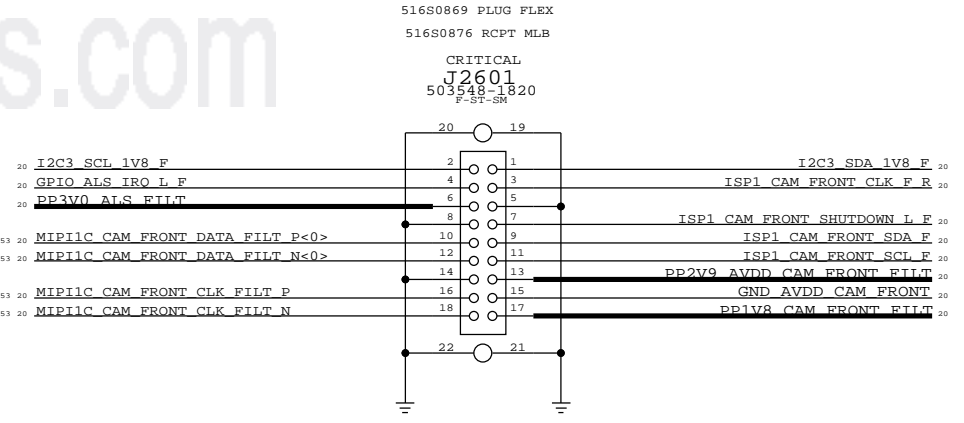 516S0869 PLUG FLEX
516S0876 RCPT MLB
s.com
CRITICAL
J2601
503548-1820
F-ST-SM
20 19
20 I2C3_SCL_1V8_F 2 1 I2C3_SDA_1V8_F 20
20 GPIO_ALS_IRQ_L_F 4 3 ISP1_CAM_FRONT_CLK_F_R 20
20 PP3V0_ALS_FILT 6 5
8 7 ISP1_CAM_FRONT_SHUTDOWN_L_F 20
53 20 MIPI1C_CAM_FRONT_DATA_FILT_P<0> 10 9 ISP1_CAM_FRONT_SDA_F 20
53 20 MIPI1C_CAM_FRONT_DATA_FILT_N<0> 12 11 ISP1_CAM_FRONT_SCL_F 20
14 13 PP2V9_AVDD_CAM_FRONT_FILT 20
53 20 MIPI1C_CAM_FRONT_CLK_FILT_P 16 15 GND_AVDD_CAM_FRONT 20
53 20 MIPI1C_CAM_FRONT_CLK_FILT_N 18 17 PP1V8_CAM_FRONT_FILT 20
22 21